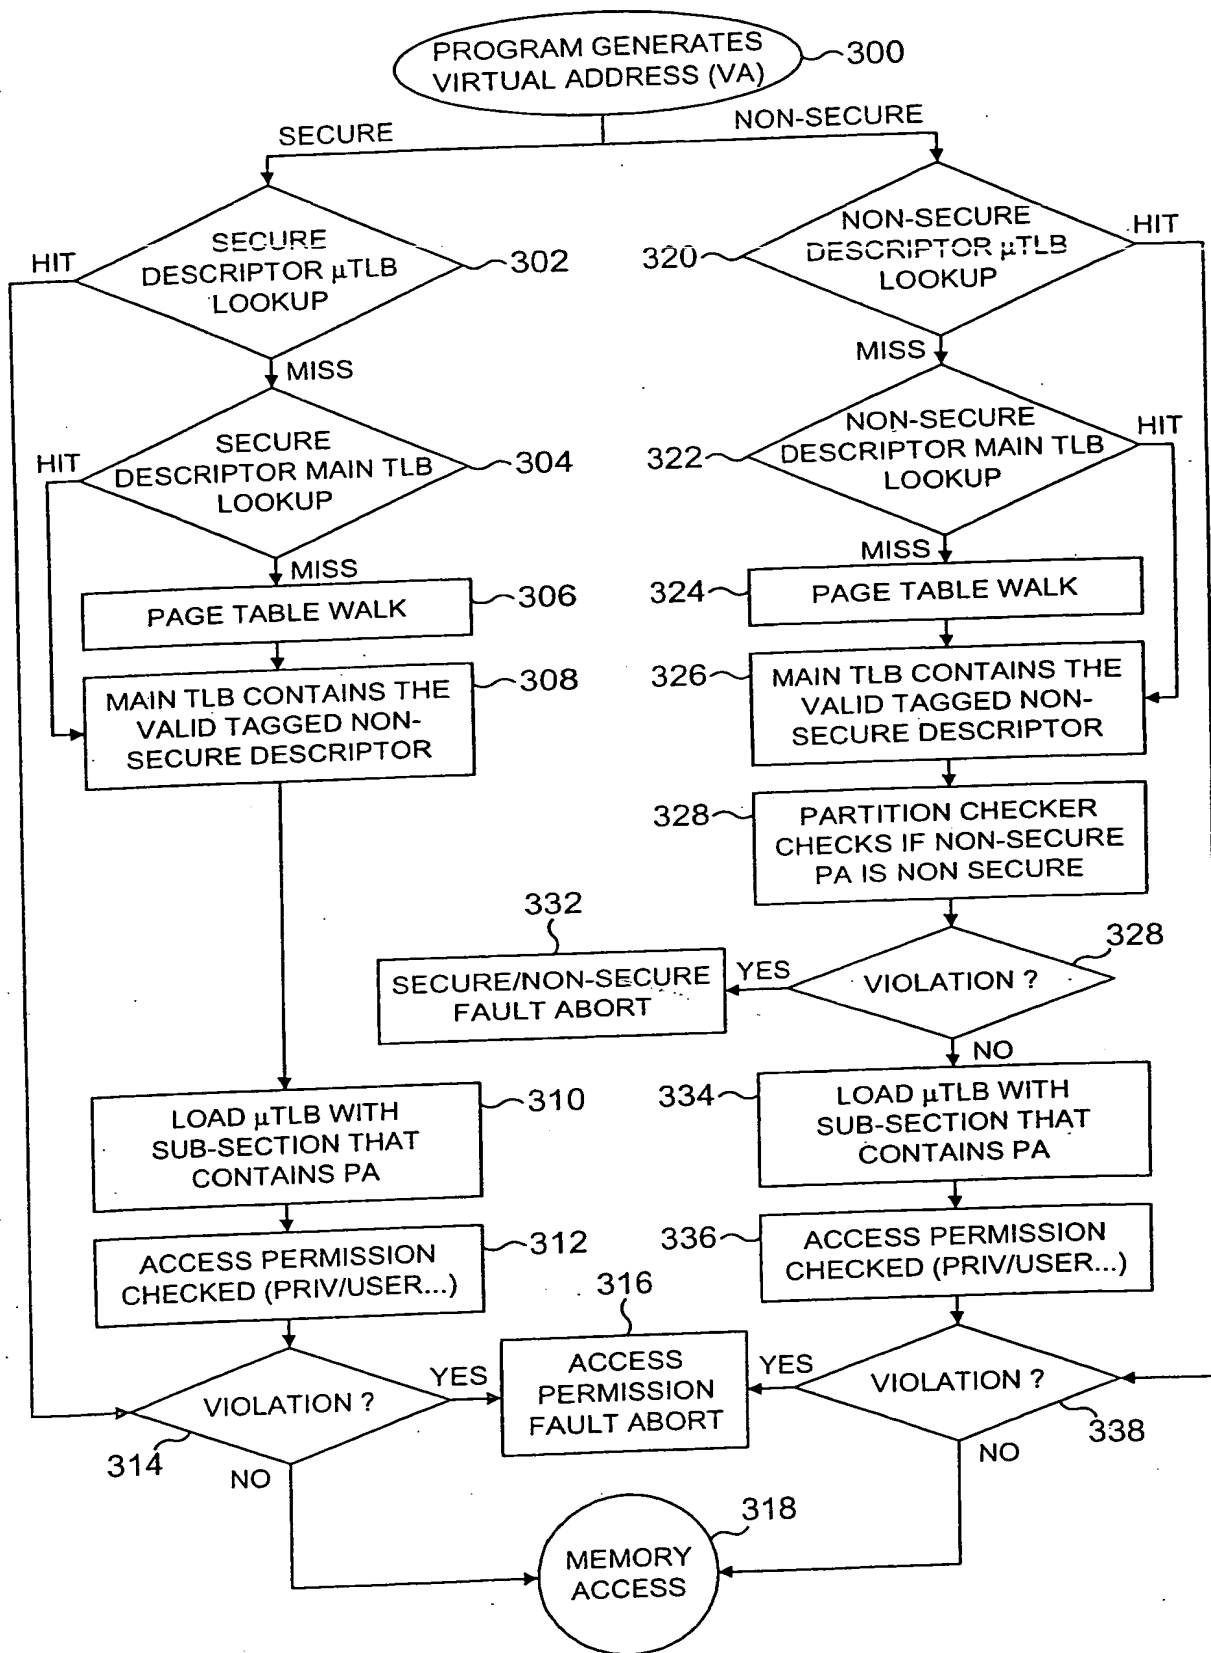 PROGRAM GENERATES
VIRTUAL ADDRESS (VA)
300
SECURE
NON-SECURE
HIT
SECURE
DESCRIPTOR µTLB
LOOKUP
302
320
NON-SECURE
DESCRIPTOR µTLB
LOOKUP
HIT
MISS
MISS
HIT
SECURE
DESCRIPTOR MAIN TLB
LOOKUP
304
322
NON-SECURE
DESCRIPTOR MAIN TLB
LOOKUP
HIT
MISS
MISS
PAGE TABLE WALK
306
324
PAGE TABLE WALK
MAIN TLB CONTAINS THE
VALID TAGGED NON-
SECURE DESCRIPTOR
308
326
MAIN TLB CONTAINS THE
VALID TAGGED NON-
SECURE DESCRIPTOR
328
PARTITION CHECKER
CHECKS IF NON-SECURE
PA IS NON SECURE
332
SECURE/NON-SECURE
FAULT ABORT
YES
VIOLATION ?
328
NO
LOAD µTLB WITH
SUB-SECTION THAT
CONTAINS PA
310
334
LOAD µTLB WITH
SUB-SECTION THAT
CONTAINS PA
ACCESS PERMISSION
CHECKED (PRIV/USER...)
312
336
ACCESS PERMISSION
CHECKED (PRIV/USER...)
316
VIOLATION ?
YES
ACCESS
PERMISSION
FAULT ABORT
YES
VIOLATION ?
314
338
NO
NO
MEMORY
ACCESS
318